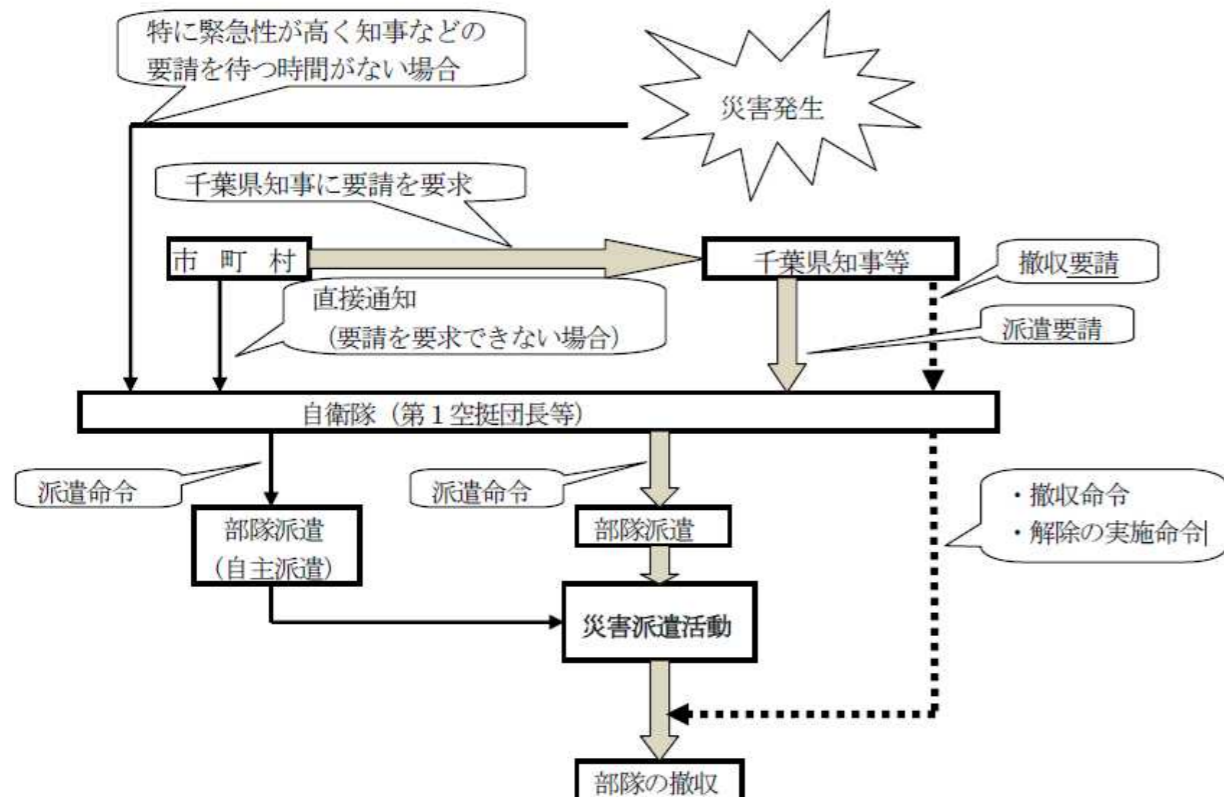 特に緊急性が高く知事などの
要請を待つ時間がない場合
災害発生
千葉県知事に要請を要求
市 町 村
千葉県知事等
撤収要請
直接通知
（要請を要求できない場合）
派遣要請
自衛隊（第１空挺団長等）
派遣命令
派遣命令
・撤収命令
・解除の実施命令
部隊派遣
（自主派遣）
部隊派遣
災害派遣活動
部隊の撤収